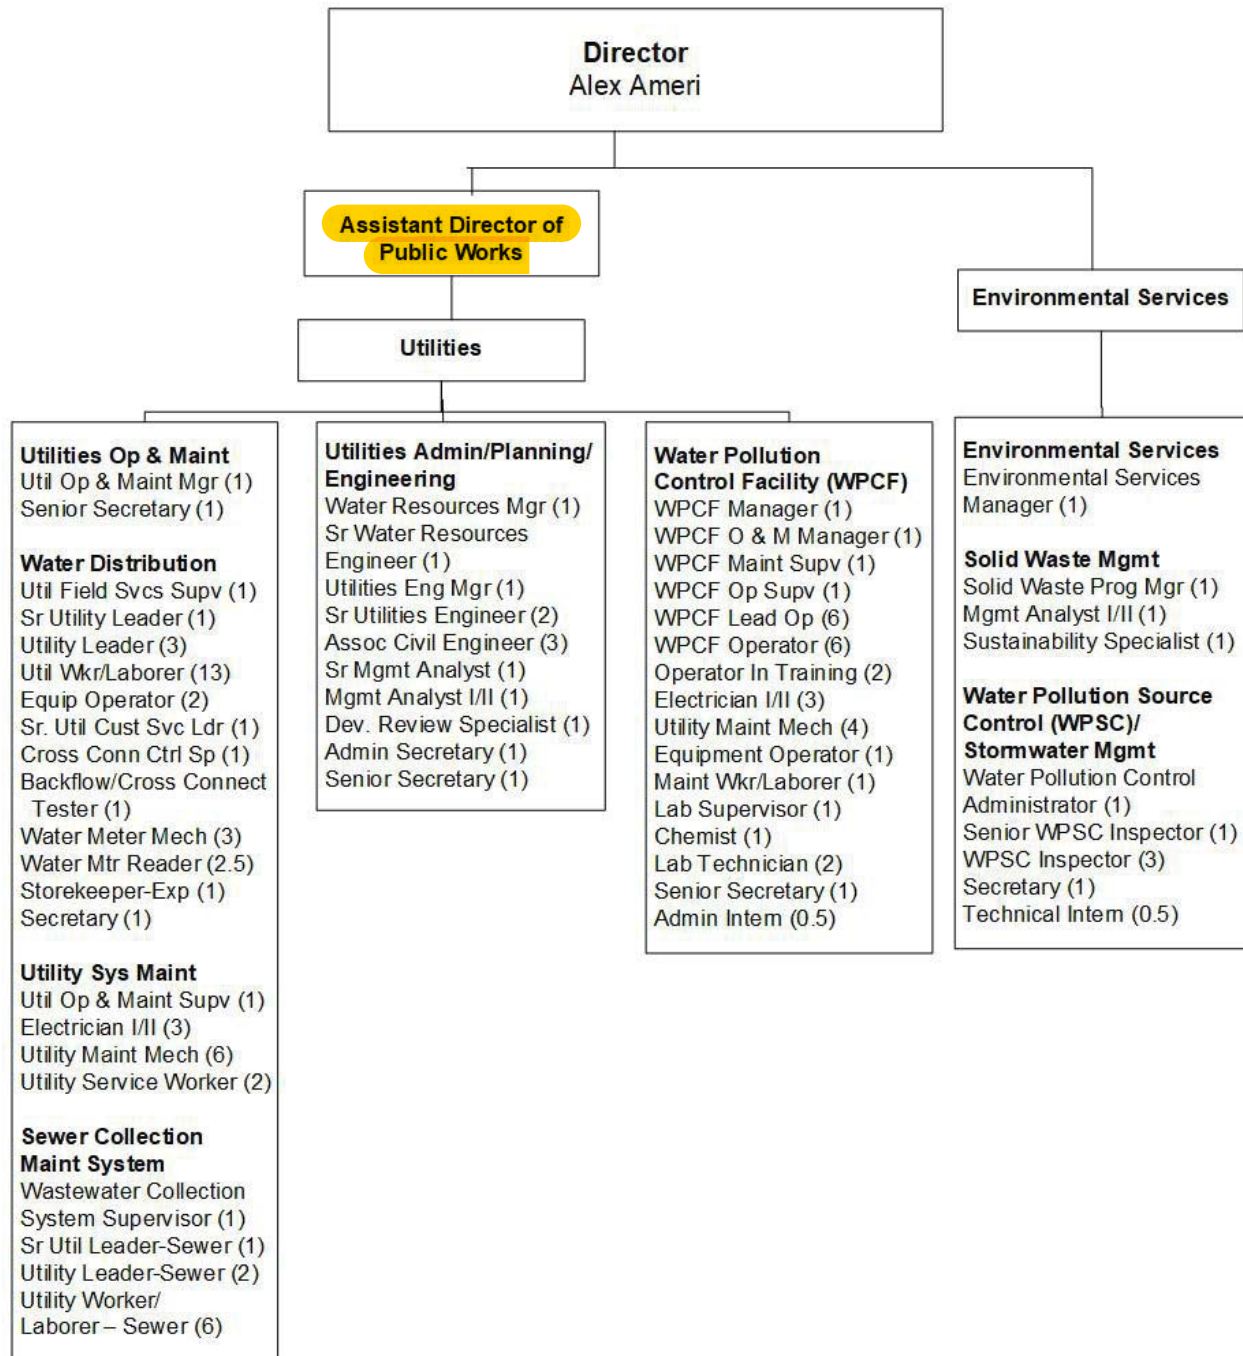 Director
Alex Ameri
Assistant Director of
Public Works
Environmental Services
Utilities
Utilities Op & Maint
Util Op & Maint Mgr (1)
Senior Secretary (1)
Water Distribution
Util Field Svcs Supv (1)
Sr Utility Leader (1)
Utility Leader (3)
Util Wkr/Laborer (13)
Equip Operator (2)
Sr. Util Cust Svc Ldr (1)
Cross Conn Ctrl Sp (1)
Backflow/Cross Connect
Tester (1)
Water Meter Mech (3)
Water Mtr Reader (2.5)
Storekeeper-Exp (1)
Secretary (1)
Utility Sys Maint
Util Op & Maint Supv (1)
Electrician I/II (3)
Utility Maint Mech (6)
Utility Service Worker (2)
Sewer Collection
Maint System
Wastewater Collection
System Supervisor (1)
Sr Util Leader-Sewer (1)
Utility Leader-Sewer (2)
Utility Worker/
Laborer – Sewer (6)
Utilities Admin/Planning/
Engineering
Water Resources Mgr (1)
Sr Water Resources
Engineer (1)
Utilities Eng Mgr (1)
Sr Utilities Engineer (2)
Assoc Civil Engineer (3)
Sr Mgmt Analyst (1)
Mgmt Analyst I/II (1)
Dev. Review Specialist (1)
Admin Secretary (1)
Senior Secretary (1)
Water Pollution
Control Facility (WPCF)
WPCF Manager (1)
WPCF O & M Manager (1)
WPCF Maint Supv (1)
WPCF Op Supv (1)
WPCF Lead Op (6)
WPCF Operator (6)
Operator In Training (2)
Electrician I/II (3)
Utility Maint Mech (4)
Equipment Operator (1)
Maint Wkr/Laborer (1)
Lab Supervisor (1)
Chemist (1)
Lab Technician (2)
Senior Secretary (1)
Admin Intern (0.5)
Environmental Services
Environmental Services
Manager (1)
Solid Waste Mgmt
Solid Waste Prog Mgr (1)
Mgmt Analyst I/II (1)
Sustainability Specialist (1)
Water Pollution Source
Control (WPSC)/
Stormwater Mgmt
Water Pollution Control
Administrator (1)
Senior WPSC Inspector (1)
WPSC Inspector (3)
Secretary (1)
Technical Intern (0.5)